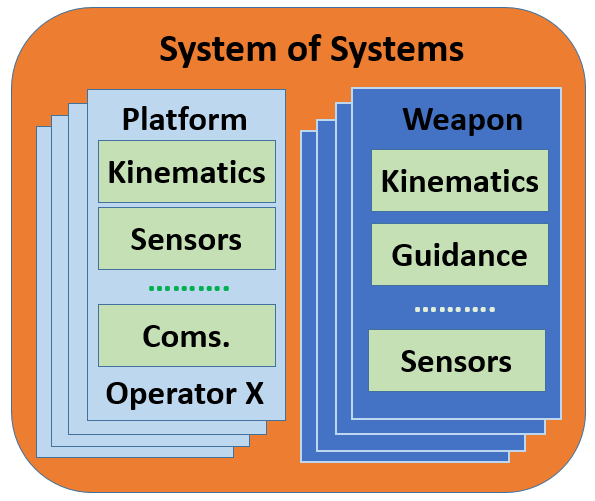 System of Systems
Platform
Kinematics
Sensors
..........
Coms.
Operator X
Weapon
Kinematics
Guidance
..........
Sensors